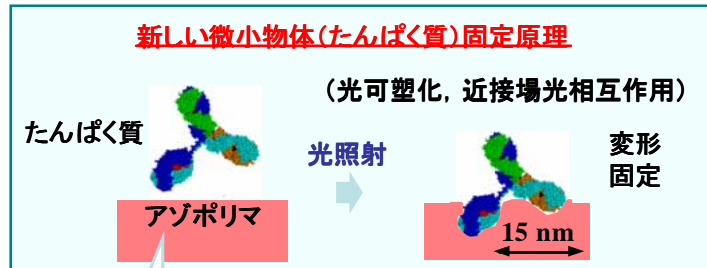 新しい微小物体(たんぱく質)固定原理
(光可塑化, 近接場光相互作用)
たんぱく質
光照射
変形
固定
アゾポリマ
15 nm